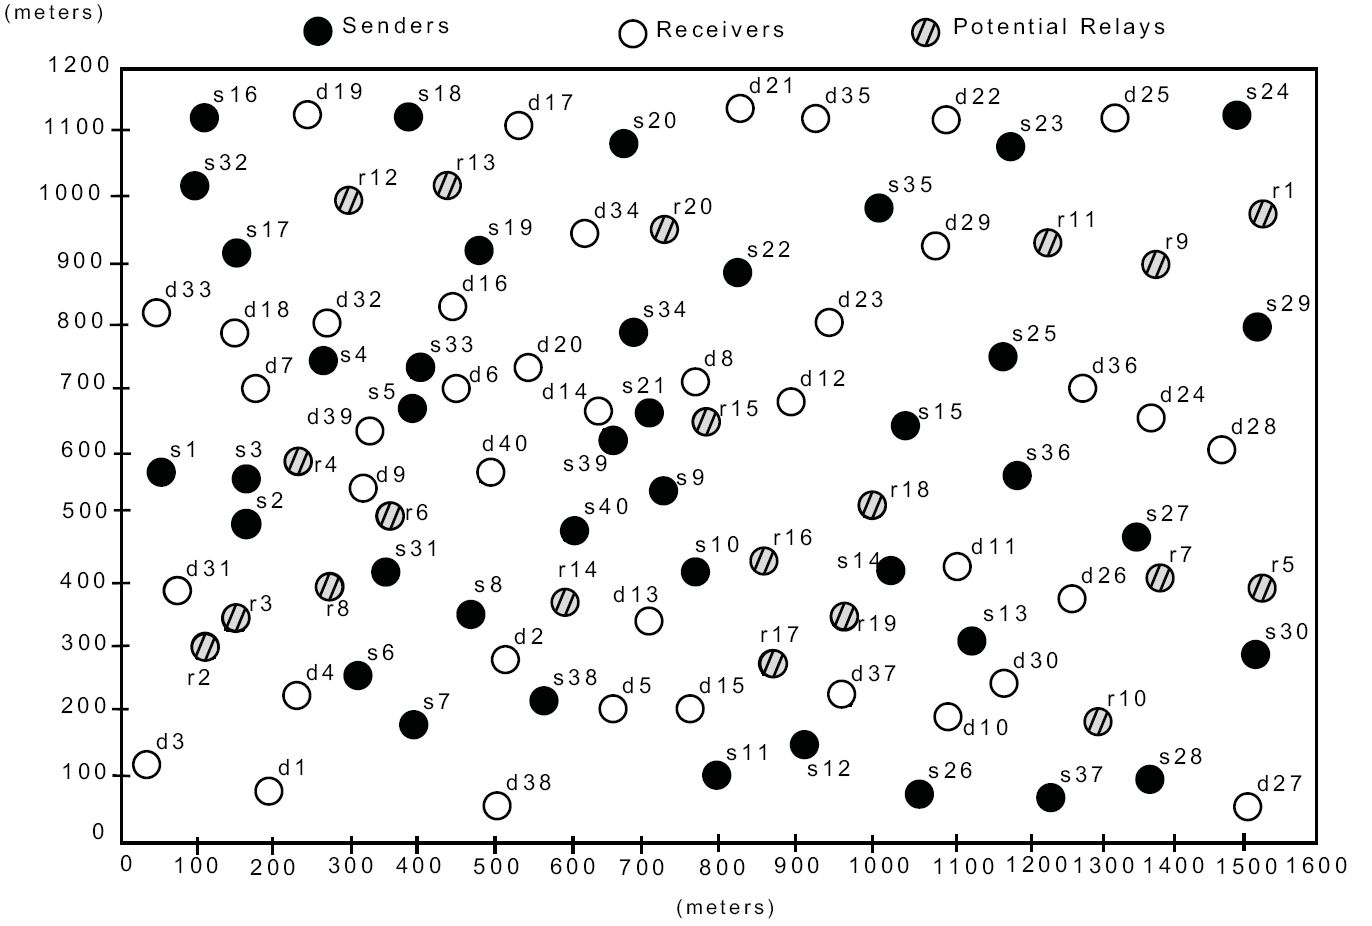 (meters)
Senders Receivers Potential Relays
1200
s16 d19 s18 d17 s20 d21 d35 d22 s23 d25 s24
1100
s32 r12 r13 s35 r1
1000
s17 s19 d34 r20 s22 d29 r11 r9
900
d33 d18 d32 d16 s34 d23 s29
800
d7 s4 s33 d20 d8 s25 d36
700
s5 d6 d14 s21 r15 d12 s15 d24 d28
d39
600
s1 s3 r4 d9 d40 s39 s9 s36
s2 r6 s40 r18 s27
500
d31 s31 r14 s10 r16 s14 d11 d26 r7 r5
400
r3 r8 s8 d13 r19 s13 s30
300
r2 d4 s6 d2 s38 d5 d15 r17 d37 d30 r10
200
s7 d10
d3 d1 d38 s11 s12 s26 s37 s28 d27
100
0
0 100 200 300 400 500 600 700 800 900 1000 1100 1200 1300 1400 1500 1600
(meters)